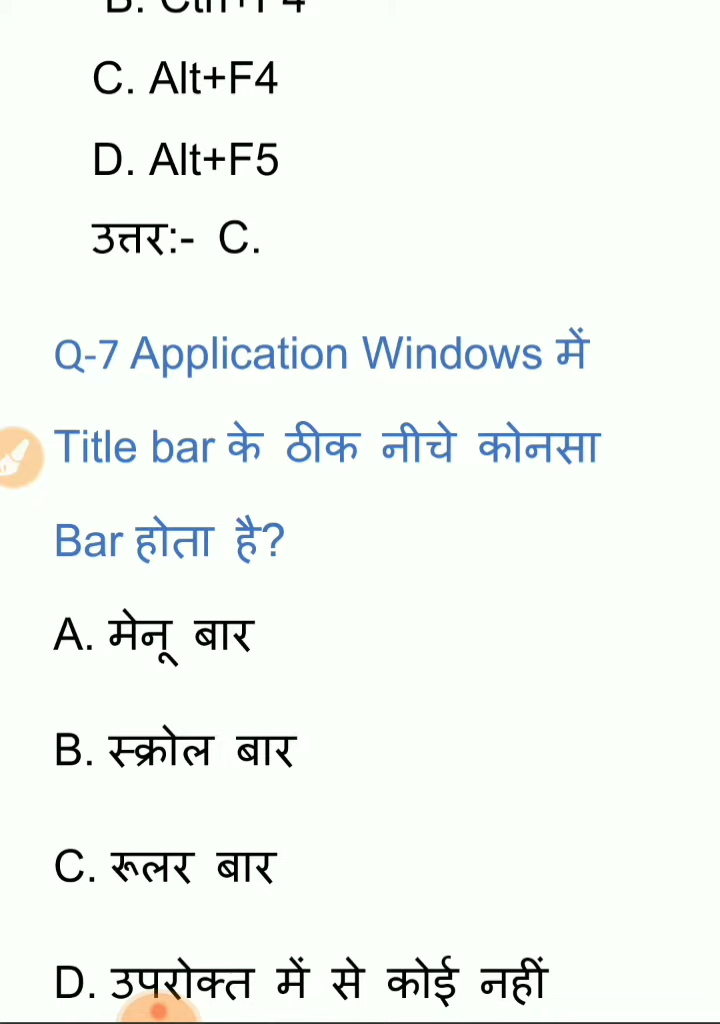 C. Alt+F4
D. Alt+F5
उत्तर:- C.
Q-7 Application Windows में
Title bar के ठीक नीचे कोनसा
Bar होता है?
A. मेनू बार
B. स्क्रोल बार
C. रूलर बार
D. उपरोक्त में से कोई नहीं